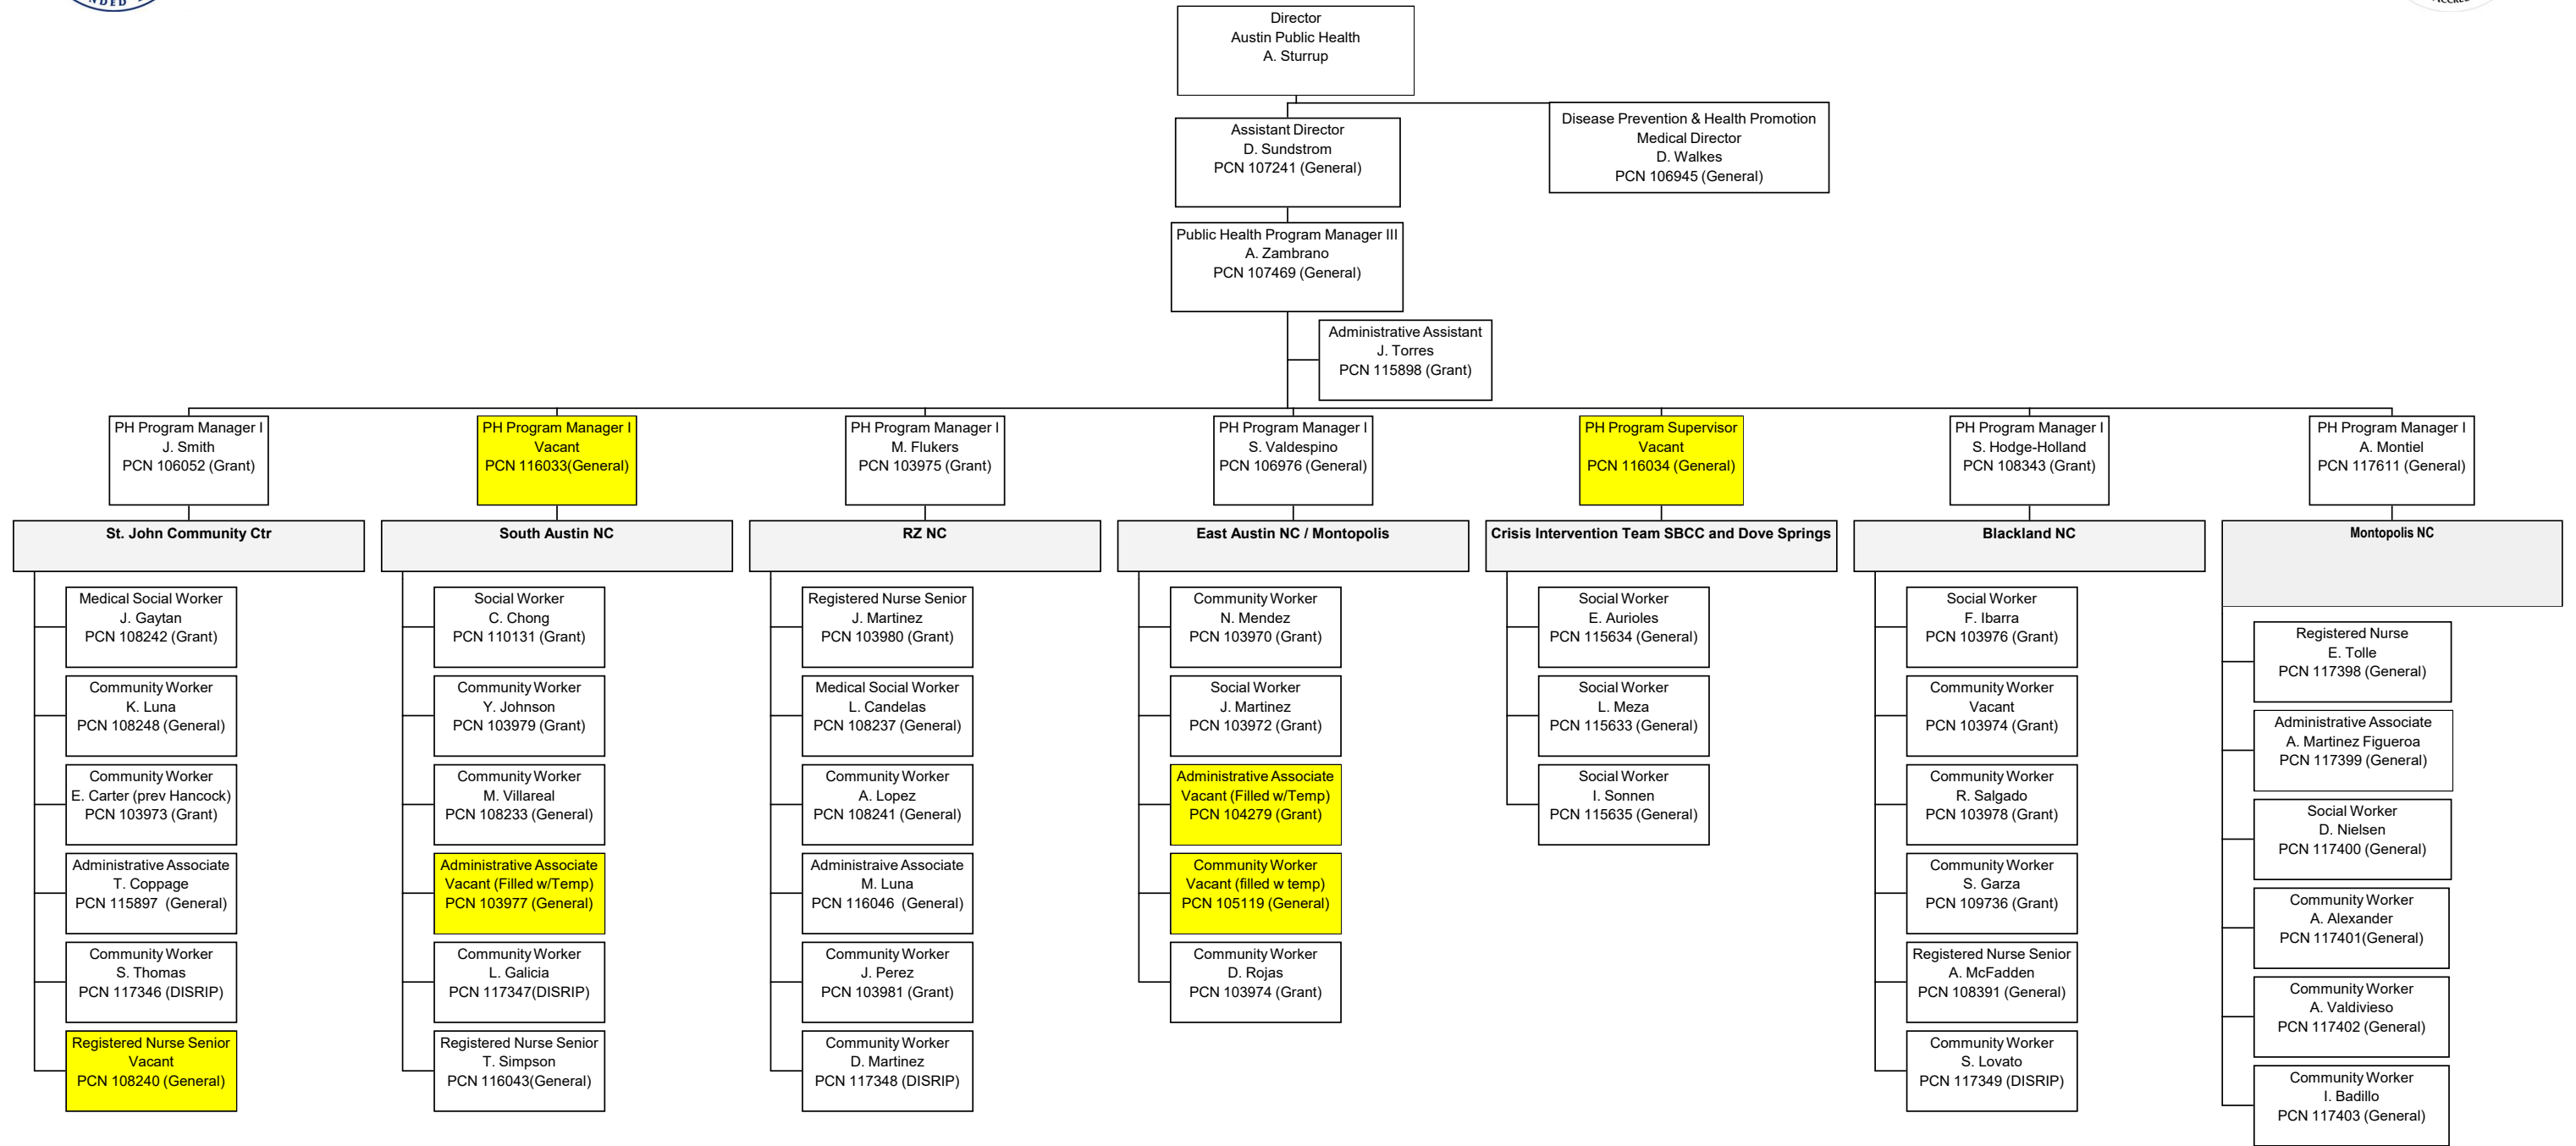 NDED
ACCRED
Director
Austin Public Health
A. Sturrup
Assistant Director
D. Sundstrom
PCN 107241 (General)
Disease Prevention & Health Promotion
Medical Director
D. Walkes
PCN 106945 (General)
Public Health Program Manager III
A. Zambrano
PCN 107469 (General)
Administrative Assistant
J. Torres
PCN 115898 (Grant)
PH Program Manager I
J. Smith
PCN 106052 (Grant)
PH Program Manager I
Vacant
PCN 116033(General)
PH Program Manager I
M. Flukers
PCN 103975 (Grant)
PH Program Manager I
S. Valdespino
PCN 106976 (General)
PH Program Supervisor
Vacant
PCN 116034 (General)
PH Program Manager I
S. Hodge-Holland
PCN 108343 (Grant)
PH Program Manager I
A. Montiel
PCN 117611 (General)
St. John Community Ctr
Medical Social Worker
J. Gaytan
PCN 108242 (Grant)
Community Worker
K. Luna
PCN 108248 (General)
Community Worker
E. Carter (prev Hancock)
PCN 103973 (Grant)
Administrative Associate
T. Coppage
PCN 115897 (General)
Community Worker
S. Thomas
PCN 117346 (DISRIP)
Registered Nurse Senior
Vacant
PCN 108240 (General)
South Austin NC
Social Worker
C. Chong
PCN 110131 (Grant)
Community Worker
Y. Johnson
PCN 103979 (Grant)
Community Worker
M. Villareal
PCN 108233 (General)
Administrative Associate
Vacant (Filled w/Temp)
PCN 103977 (General)
Community Worker
L. Galicia
PCN 117347(DISRIP)
Registered Nurse Senior
T. Simpson
PCN 116043(General)
RZ NC
Registered Nurse Senior
J. Martinez
PCN 103980 (Grant)
Medical Social Worker
L. Candelas
PCN 108237 (General)
Community Worker
A. Lopez
PCN 108241 (General)
Administraive Associate
M. Luna
PCN 116046 (General)
Community Worker
J. Perez
PCN 103981 (Grant)
Community Worker
D. Martinez
PCN 117348 (DISRIP)
East Austin NC / Montopolis
Community Worker
N. Mendez
PCN 103970 (Grant)
Social Worker
J. Martinez
PCN 103972 (Grant)
Administrative Associate
Vacant (Filled w/Temp)
PCN 104279 (Grant)
Community Worker
Vacant (filled w temp)
PCN 105119 (General)
Community Worker
D. Rojas
PCN 103974 (Grant)
Crisis Intervention Team SBCC and Dove Springs
Social Worker
E. Aurioles
PCN 115634 (General)
Social Worker
L. Meza
PCN 115633 (General)
Social Worker
I. Sonnen
PCN 115635 (General)
Blackland NC
Social Worker
F. Ibarra
PCN 103976 (Grant)
Community Worker
Vacant
PCN 103974 (Grant)
Community Worker
R. Salgado
PCN 103978 (Grant)
Community Worker
S. Garza
PCN 109736 (Grant)
Registered Nurse Senior
A. McFadden
PCN 108391 (General)
Community Worker
S. Lovato
PCN 117349 (DISRIP)
Montopolis NC
Registered Nurse
E. Tolle
PCN 117398 (General)
Administrative Associate
A. Martinez Figueroa
PCN 117399 (General)
Social Worker
D. Nielsen
PCN 117400 (General)
Community Worker
A. Alexander
PCN 117401(General)
Community Worker
A. Valdivieso
PCN 117402 (General)
Community Worker
I. Badillo
PCN 117403 (General)